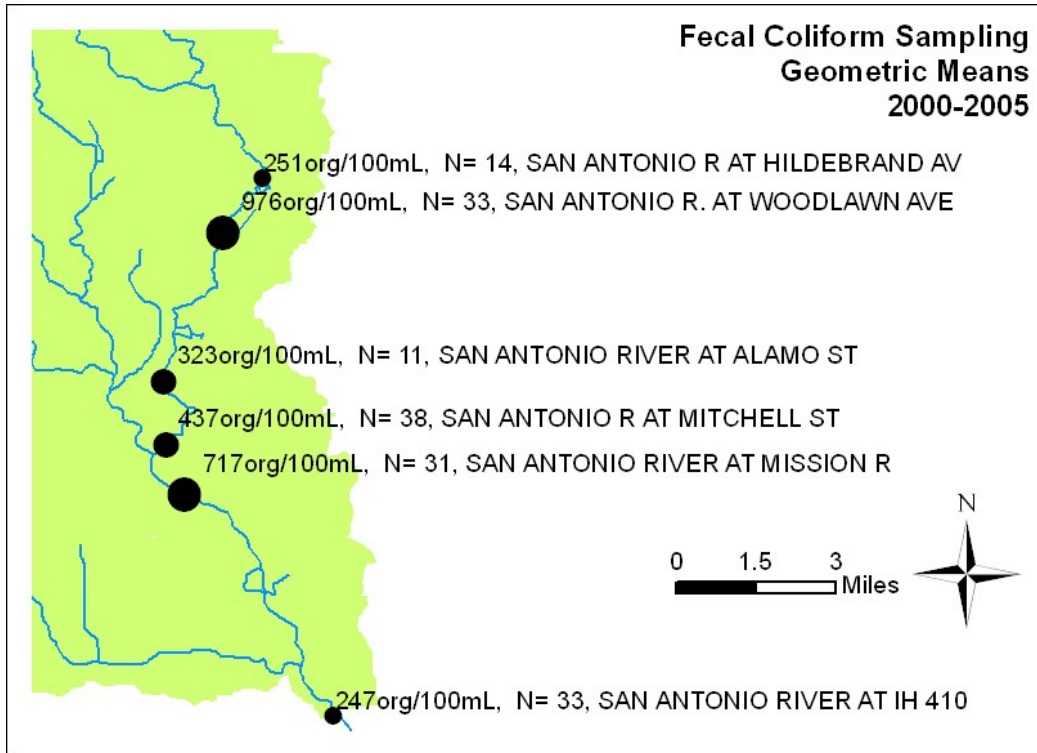 Fecal Coliform Sampling
Geometric Means
2000-2005
251org/100mL, N= 14, SAN ANTONIO R AT HILDEBRAND AV
976org/100mL, N= 33, SAN ANTONIO R. AT WOODLAWN AVE
323org/100mL, N= 11, SAN ANTONIO RIVER AT ALAMO ST
437org/100mL, N= 38, SAN ANTONIO R AT MITCHELL ST
717org/100mL, N= 31, SAN ANTONIO RIVER AT MISSION R
N
0 1.5 3
Miles
247org/100mL, N= 33, SAN ANTONIO RIVER AT IH 410